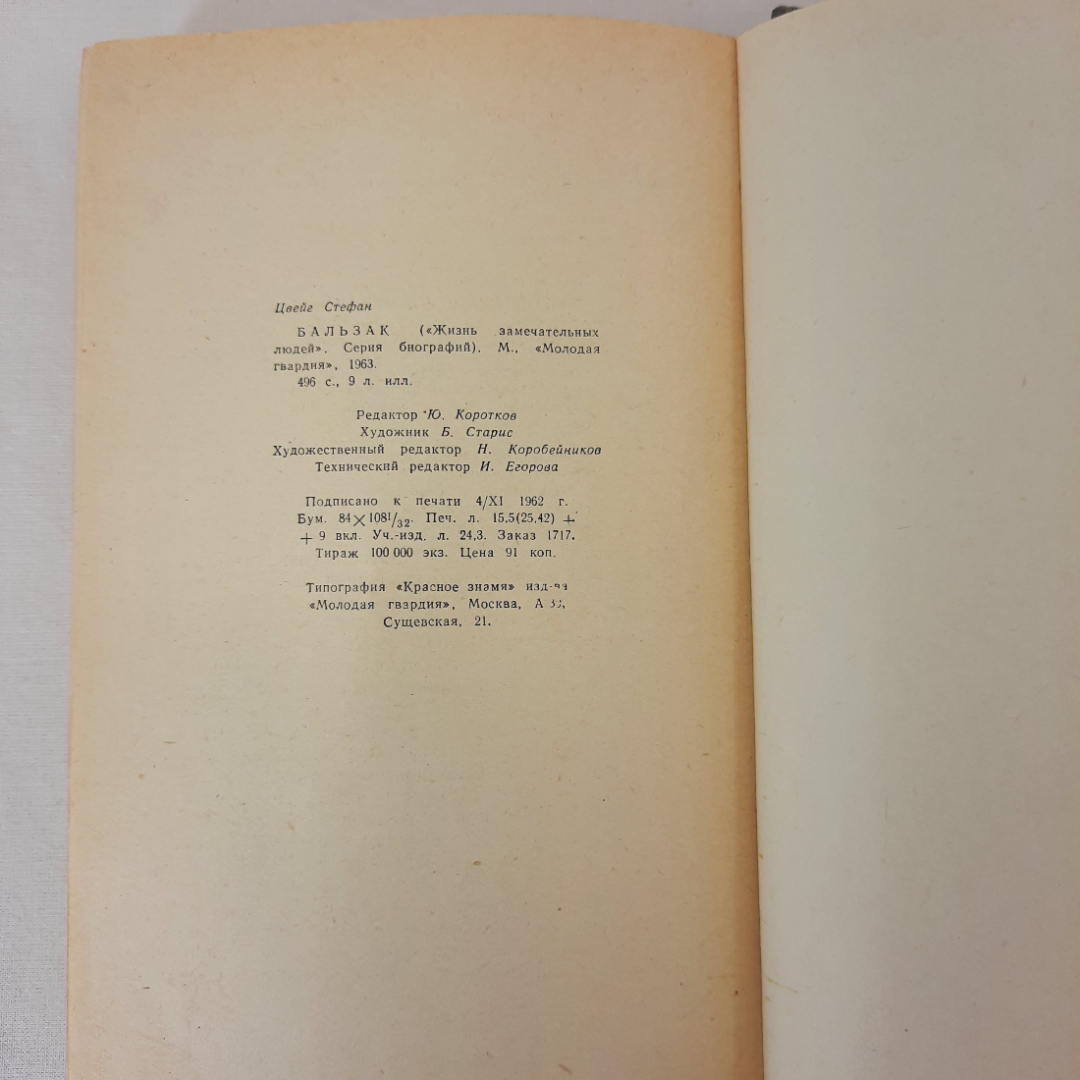 Цвейг Стефан
БАЛЬЗАК («Жизнь замечательных
людей». Серия биографий). М., «Молодая
гвардия», 1963.
496 с., 9 л. илл.
Редактор Ю. Коротков
Художник Б. Старис
Художественный редактор Н. Коробейников
Технический редактор И. Егорова
Подписано к печати 4/XI 1962 г.
Бум. 84×108 1/32. Печ. л. 15,5(25,42) +
+ 9 вкл. Уч.-изд. л. 24,3. Заказ 1717.
Тираж 100 000 экз. Цена 91 коп.
Типография «Красное знамя» изд-ва
«Молодая гвардия», Москва, А
Сущевская, 21.